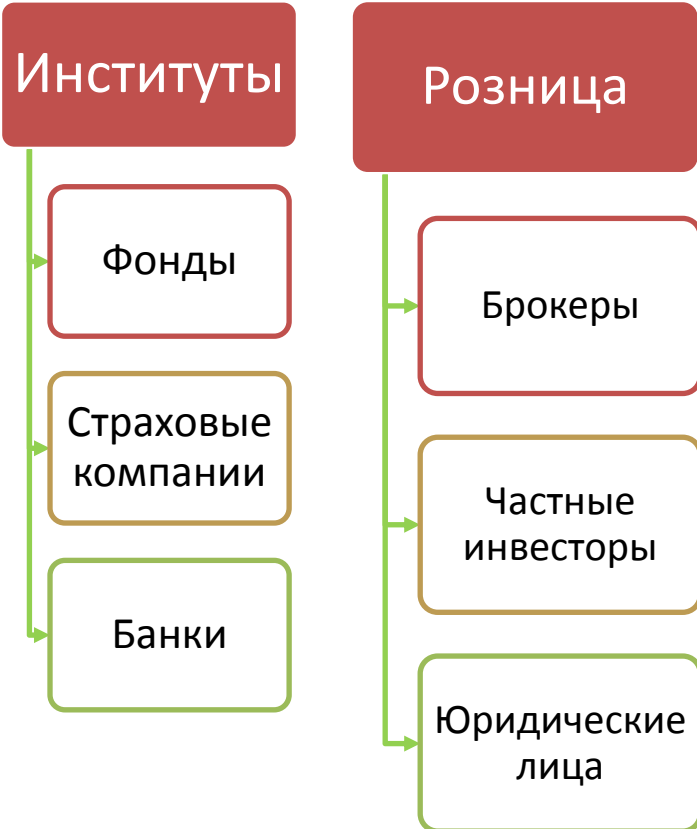 Институты
Фонды
Страховые
компании
Банки
Розница
Брокеры
Частные
инвесторы
Юридические
лица